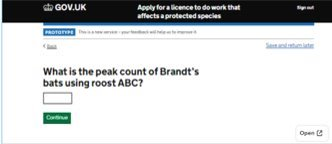 GOV.UK
Apply for a licence to do work that
affects a protected species
Sign out
PROTOTYPE This is a new service - your feedback will help us to improve it
Back
Save and return later
What is the peak count of Brandt's
bats using roost ABC?
Continue
Open